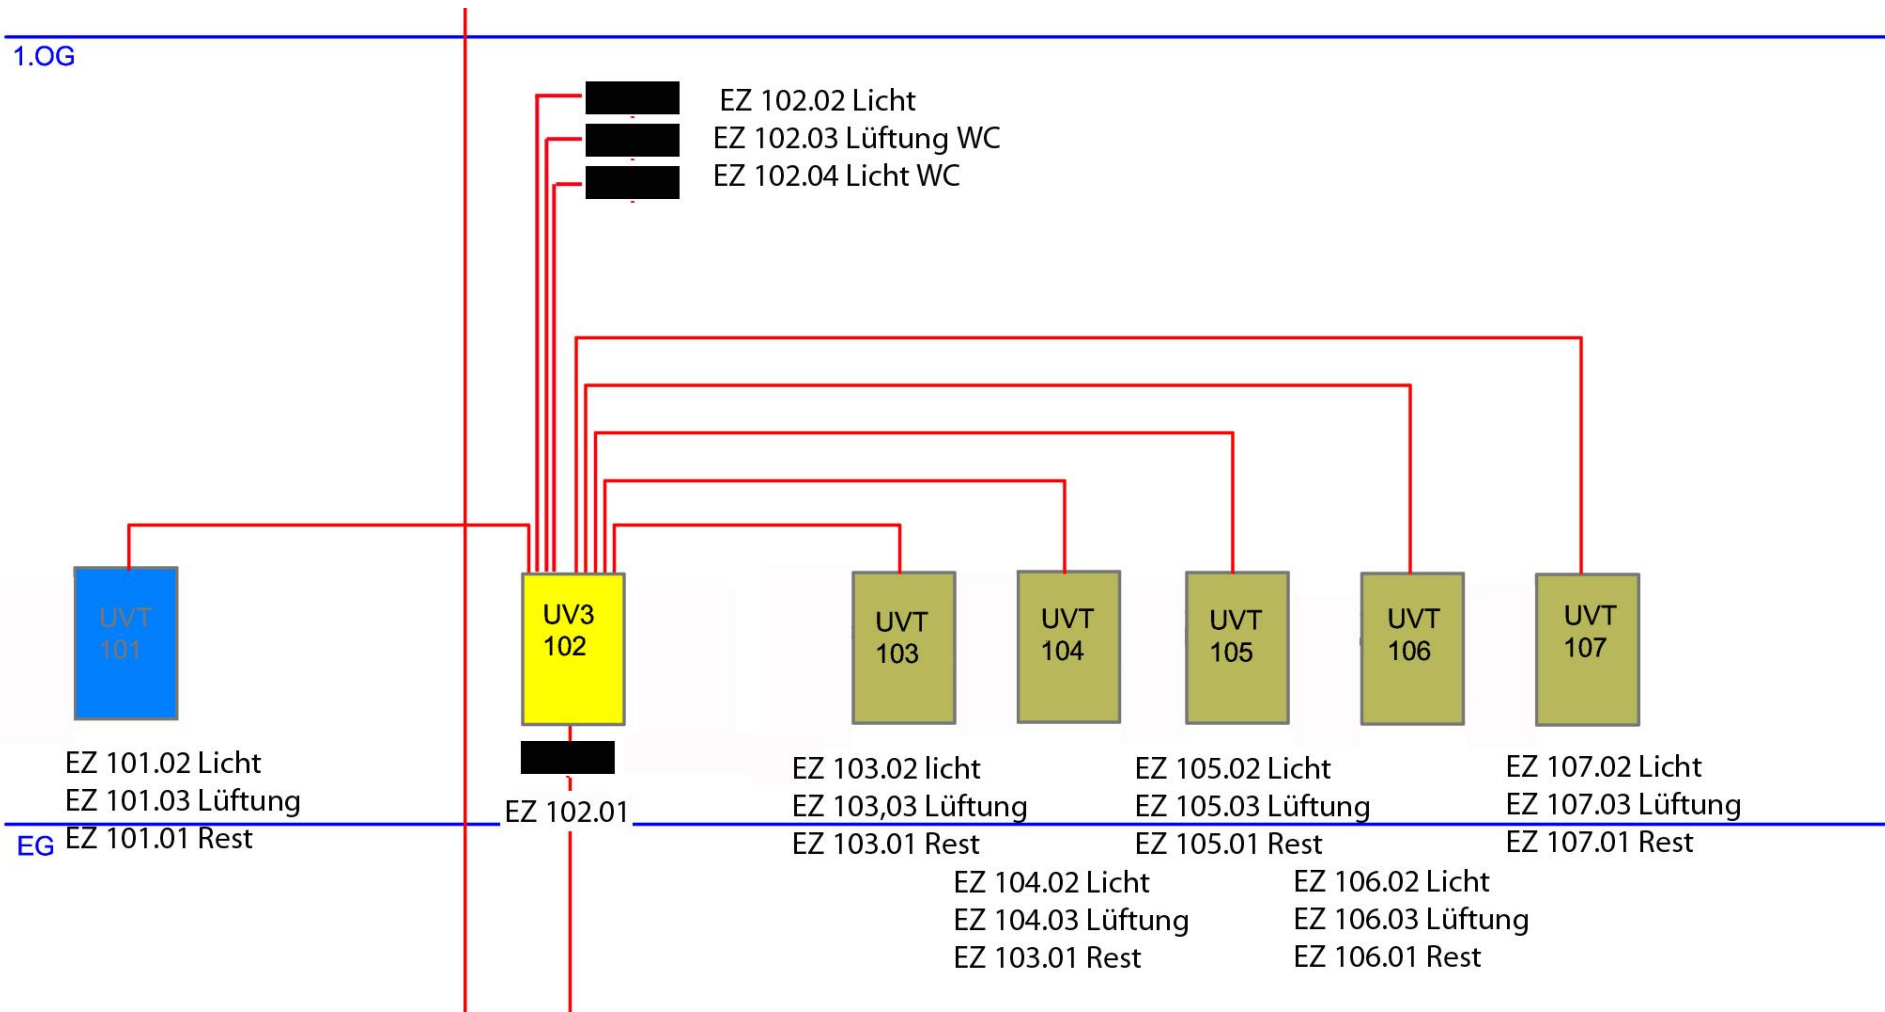 1.OG
EZ 102.02 Licht
EZ 102.03 Lüftung WC
EZ 102.04 Licht WC
UVT
101
UV3
102
UVT
103
UVT
104
UVT
105
UVT
106
UVT
107
EZ 101.02 Licht
EZ 101.03 Lüftung
EZ 101.01 Rest
EZ 102.01
EZ 103.02 licht
EZ 103,03 Lüftung
EZ 103.01 Rest
EZ 105.02 Licht
EZ 105.03 Lüftung
EZ 105.01 Rest
EZ 107.02 Licht
EZ 107.03 Lüftung
EZ 107.01 Rest
EG
EZ 104.02 Licht
EZ 104.03 Lüftung
EZ 103.01 Rest
EZ 106.02 Licht
EZ 106.03 Lüftung
EZ 106.01 Rest